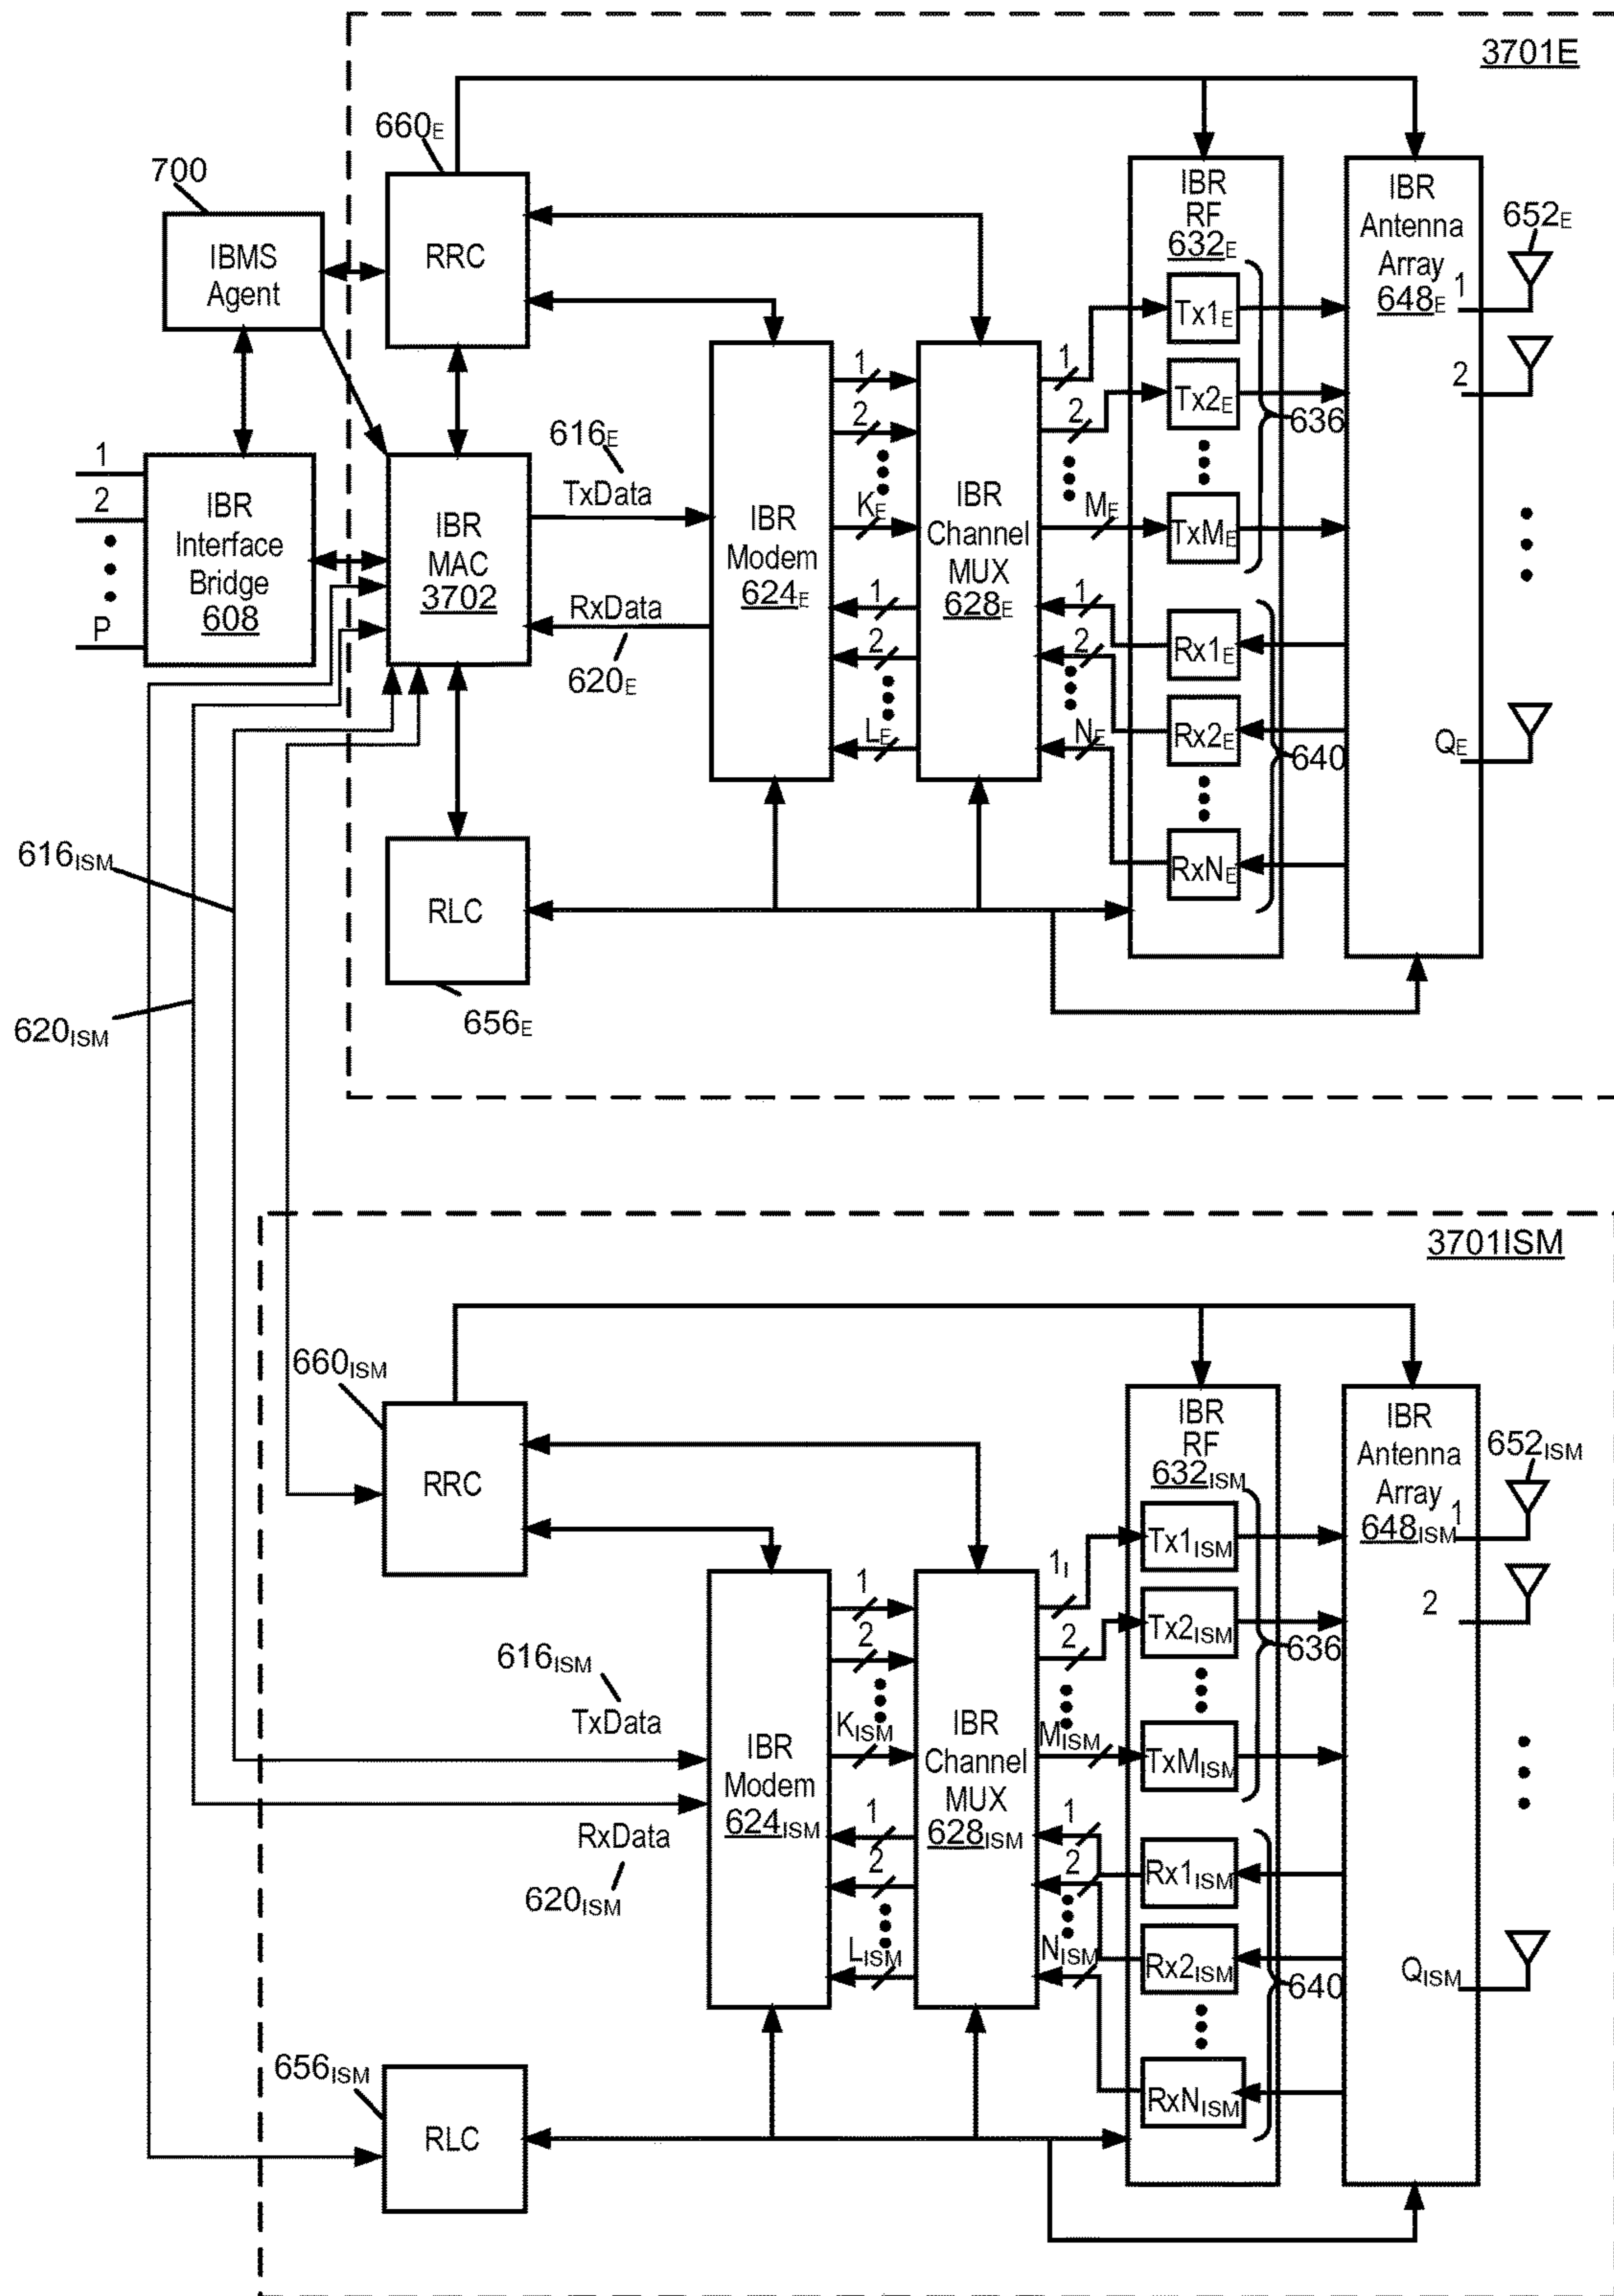 3701E
660E
700
IBMS
Agent
RRC
IBR
RF
632E
IBR
Antenna
Array
648E
652E
1
2
QE
Tx1E
Tx2E
TxME
636
Rx1E
Rx2E
RxNE
640
1
2
P
IBR
Interface
Bridge
608
IBR
MAC
3702
616E
TxData
RxData
620E
IBR
Modem
624E
1
2
KE
1
2
LE
IBR
Channel
MUX
628E
1
2
ME
1
2
NE
RLC
656E
616ISM
620ISM
3701ISM
660ISM
RRC
IBR
RF
632ISM
IBR
Antenna
Array
648ISM
652ISM
1
2
QISM
Tx1ISM
Tx2ISM
TxMISM
636
Rx1ISM
Rx2ISM
RxNISM
640
616ISM
TxData
RxData
620ISM
IBR
Modem
624ISM
1
2
KISM
1
2
LISM
IBR
Channel
MUX
628ISM
1I
2
MISM
1
2
NISM
656ISM
RLC